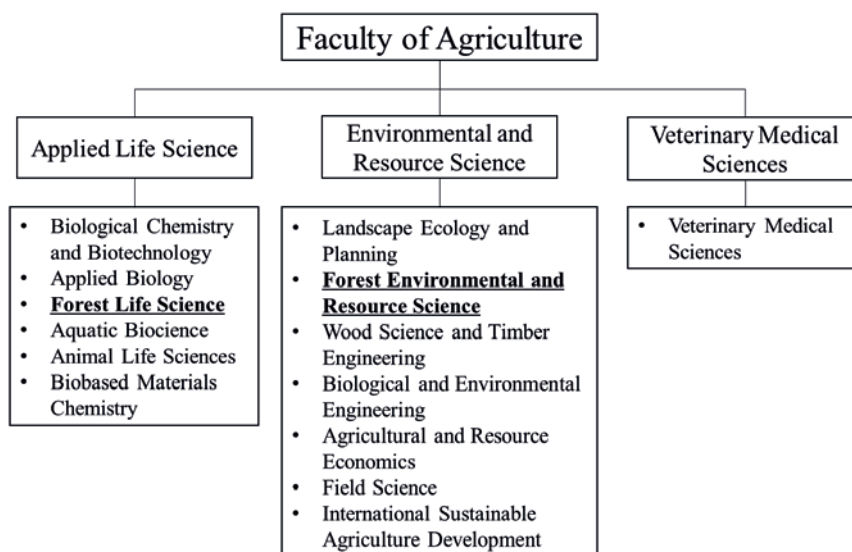 Faculty of Agriculture
Applied Life Science
Environmental and
Resource Science
Veterinary Medical
Sciences
• Biological Chemistry
and Biotechnology
• Applied Biology
• Forest Life Science
• Aquatic Biocience
• Animal Life Sciences
• Biobased Materials
Chemistry
• Landscape Ecology and
Planning
• Forest Environmental and
Resource Science
• Wood Science and Timber
Engineering
• Biological and Environmental
Engineering
• Agricultural and Resource
Economics
• Field Science
• International Sustainable
Agriculture Development
• Veterinary Medical
Sciences